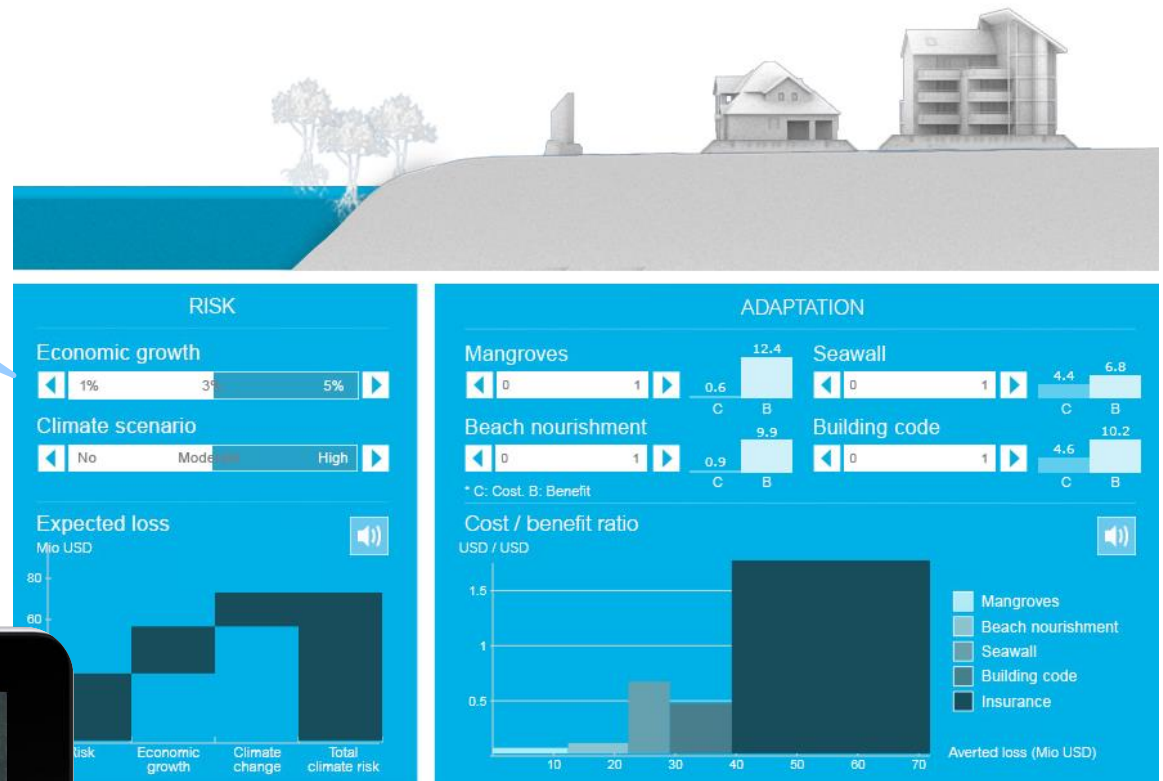 RISK
Economic growth
1% 3% 5%
Climate scenario
No Moderate High
Expected loss
Mio USD
80
60
Risk
Economic growth
Climate change
Total climate risk
ADAPTATION
Mangroves
0 1
0.6 12.4
C B
Seawall
0 1
4.4 6.8
C B
Beach nourishment
0 1
0.9 9.9
C B
Building code
0 1
4.6 10.2
C B
* C: Cost. B: Benefit
Cost / benefit ratio
USD / USD
1.5
1
0.5
10 20 30 40 50 60 70
Averted loss (Mio USD)
Mangroves
Beach nourishment
Seawall
Building code
Insurance